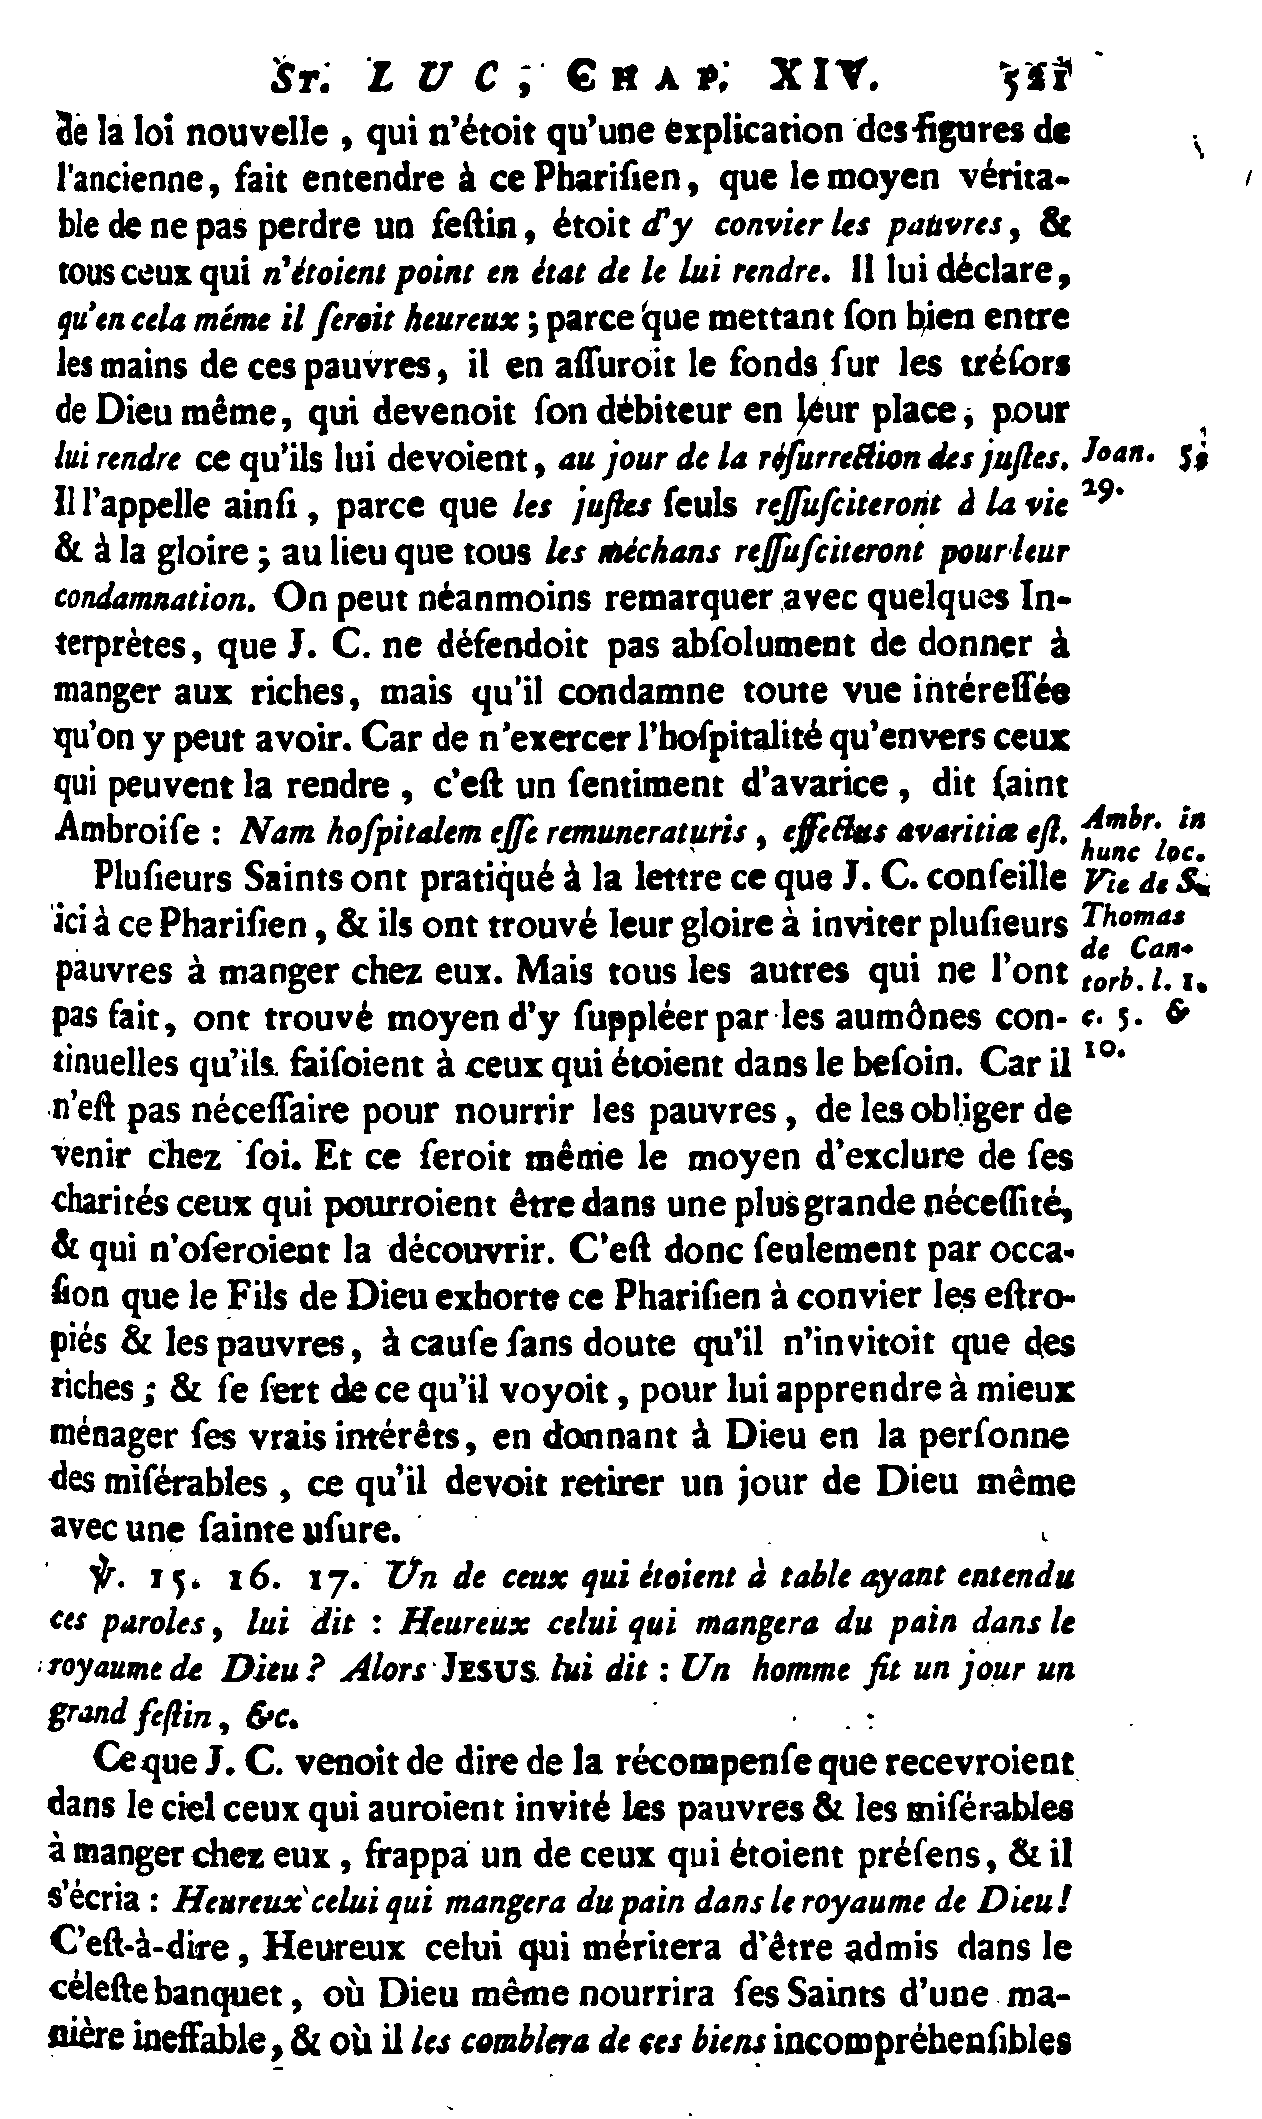 ST. LUC, CHAP. XIV. 521
de la loi nouvelle, qui n'étoit qu'une explication des figures de
l'ancienne, fait entendre à ce Phariſien, que le moyen vérita-
ble de ne pas perdre un feſtin, étoit d'y convier les pauvres, &
tous ceux qui n'étoient point en état de le lui rendre. Il lui déclare,
qu'en cela même il ſeroit heureux; parce que mettant ſon bien entre
les mains de ces pauvres, il en aſſuroit le fonds ſur les tréſors
de Dieu même, qui devenoit ſon débiteur en leur place, pour
lui rendre ce qu'ils lui devoient, au jour de la réſurrection des juſtes.
Il l'appelle ainſi, parce que les juſtes ſeuls reſſuſciteront à la vie
& à la gloire; au lieu que tous les méchans reſſuſciteront pour leur
condamnation. On peut néanmoins remarquer avec quelques In-
terprètes, que J. C. ne défendoit pas abſolument de donner à
manger aux riches, mais qu'il condamne toute vue intéreſſée
qu'on y peut avoir. Car de n'exercer l'hoſpitalité qu'envers ceux
qui peuvent la rendre, c'eſt un ſentiment d'avarice, dit ſaint
Ambroiſe: Nam hoſpitalem eſſe remuneraturis, effectus avaritiæ eſt.
Pluſieurs Saints ont pratiqué à la lettre ce que J. C. conſeille
ici à ce Phariſien, & ils ont trouvé leur gloire à inviter pluſieurs
pauvres à manger chez eux. Mais tous les autres qui ne l'ont
pas fait, ont trouvé moyen d'y ſuppléer par les aumônes con-
tinuelles qu'ils faiſoient à ceux qui étoient dans le beſoin. Car il
n'eſt pas néceſſaire pour nourrir les pauvres, de les obliger de
venir chez ſoi. Et ce ſeroit même le moyen d'exclure de ſes
charités ceux qui pourroient être dans une plus grande néceſſité,
& qui n'oſeroient la découvrir. C'eſt donc ſeulement par occa-
ſion que le Fils de Dieu exhorte ce Phariſien à convier les eſtro-
piés & les pauvres, à cauſe ſans doute qu'il n'invitoit que des
riches; & ſe ſert de ce qu'il voyoit, pour lui apprendre à mieux
ménager ſes vrais intérêts, en donnant à Dieu en la perſonne
des miſérables, ce qu'il devoit retirer un jour de Dieu même
avec une ſainte uſure.
℣. 15. 16. 17. Un de ceux qui étoient à table ayant entendu
ces paroles, lui dit: Heureux celui qui mangera du pain dans le
royaume de Dieu? Alors JESUS lui dit: Un homme fit un jour un
grand feſtin, &c.
Ce que J. C. venoit de dire de la récompenſe que recevroient
dans le ciel ceux qui auroient invité les pauvres & les miſérables
à manger chez eux, frappa un de ceux qui étoient préſens, & il
s'écria: Heureux celui qui mangera du pain dans le royaume de Dieu!
C'eſt-à-dire, Heureux celui qui méritera d'être admis dans le
céleſte banquet, où Dieu même nourrira ſes Saints d'une ma-
nière ineffable, & où il les comblera de ces biens incompréhenſibles
Joan. 5.
29.
Ambr. in
hunc loc.
Vie de S.
Thomas
de Can-
torb. l. 1.
c. 5. &
10.